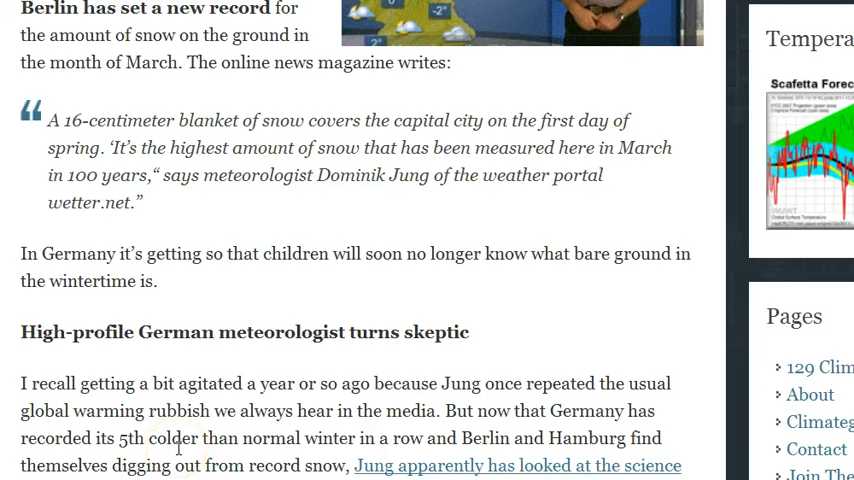 Berlin has set a new record for
the amount of snow on the ground in
the month of March. The online news magazine writes:
A 16-centimeter blanket of snow covers the capital city on the first day of
spring. ‘It’s the highest amount of snow that has been measured here in March
in 100 years,“ says meteorologist Dominik Jung of the weather portal
wetter.net.”
In Germany it’s getting so that children will soon no longer know what bare ground in
the wintertime is.
High-profile German meteorologist turns skeptic
I recall getting a bit agitated a year or so ago because Jung once repeated the usual
global warming rubbish we always hear in the media. But now that Germany has
recorded its 5th colder than normal winter in a row and Berlin and Hamburg find
themselves digging out from record snow, Jung apparently has looked at the science
0
-2°
2°
Tempera
Scafetta Forec
Pages
129 Clim
About
Climateg
Contact
Join The